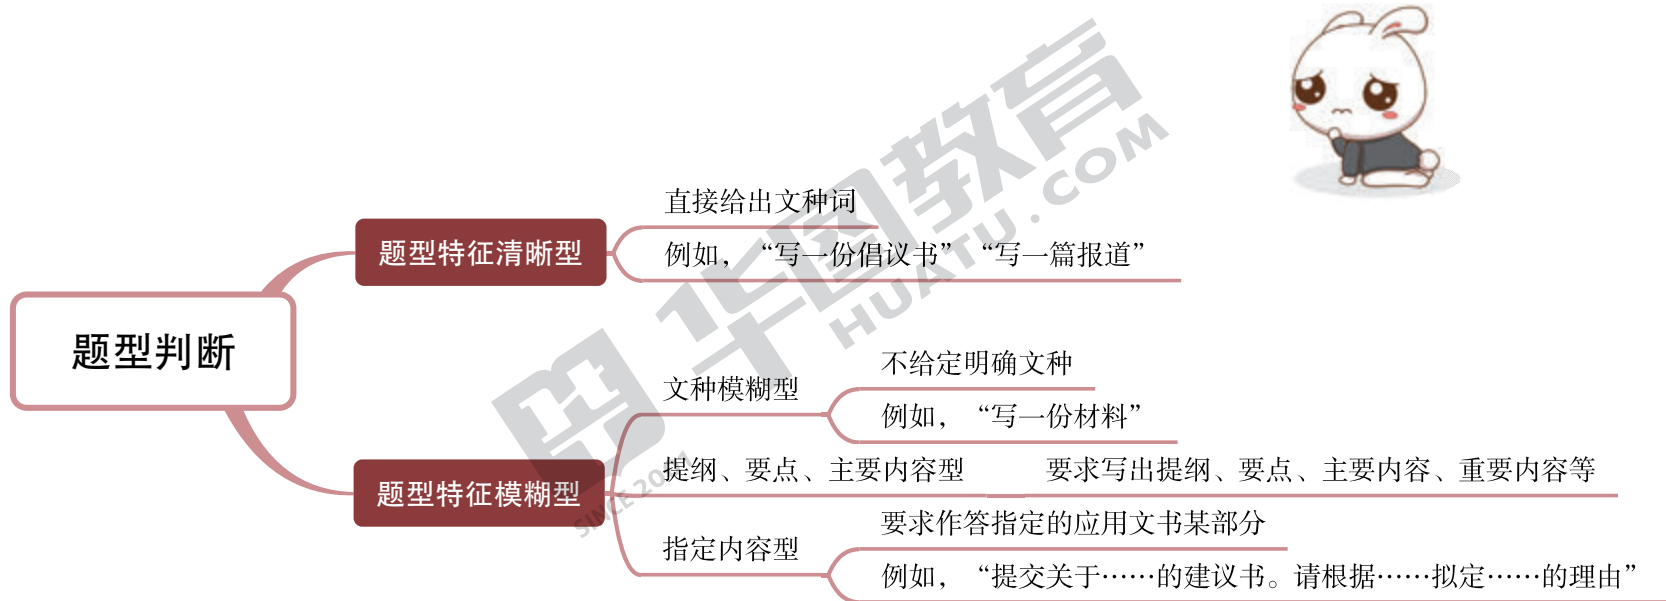 直接给出文种词
题型特征清晰型
例如，“写一份倡议书”“写一篇报道”
题型判断
不给定明确文种
文种模糊型
例如，“写一份材料”
提纲、要点、主要内容型
要求写出提纲、要点、主要内容、重要内容等
题型特征模糊型
要求作答指定的应用文书某部分
指定内容型
例如，“提交关于……的建议书。请根据……拟定……的理由”
华图教育
HUATU.COM